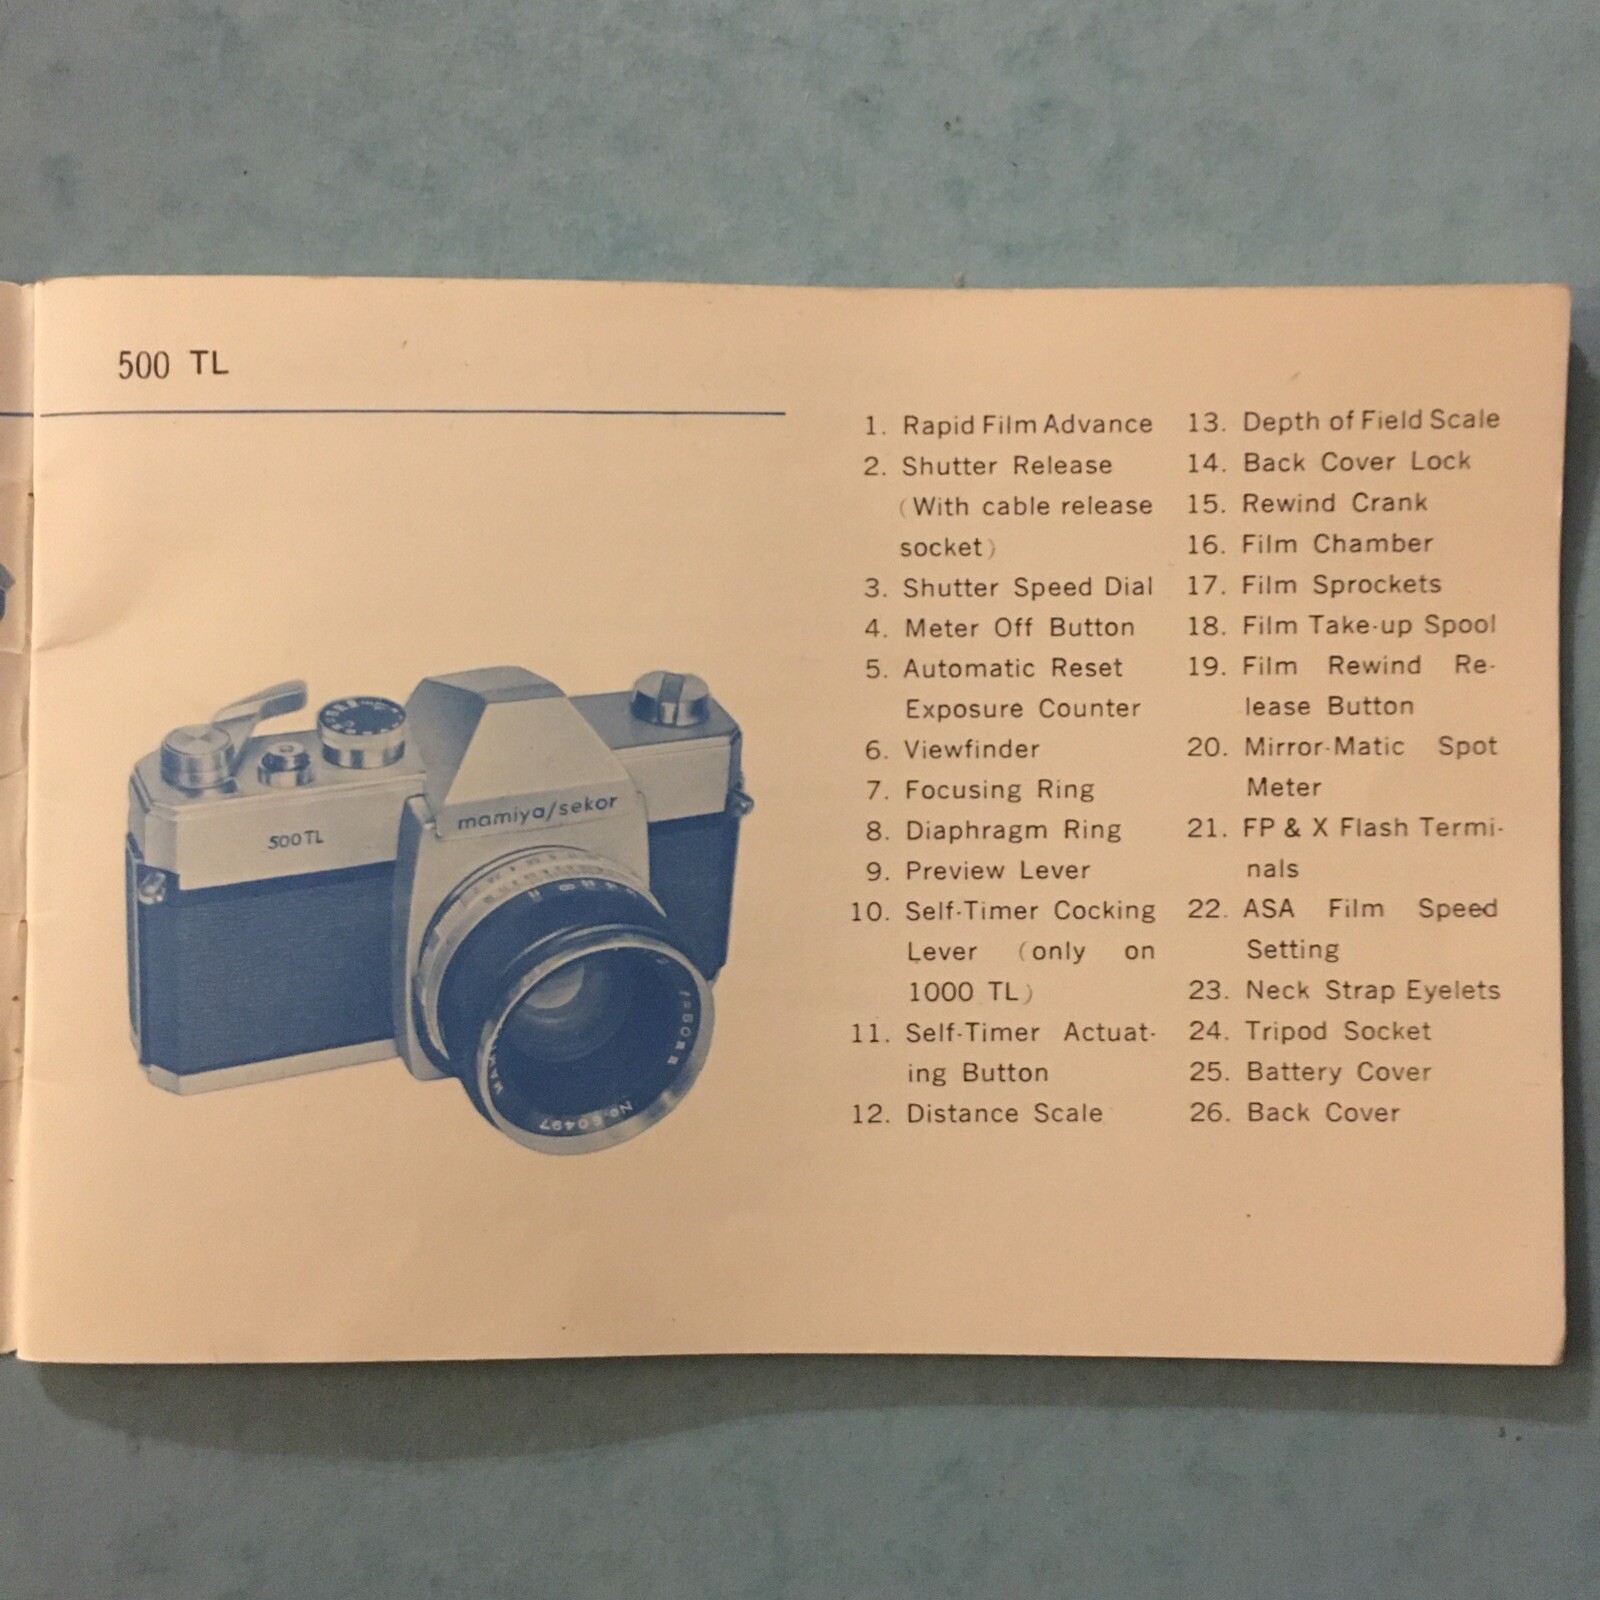 500 TL
mamiya/sekor
500TL
No.60497
1. Rapid Film Advance
2. Shutter Release
(With cable release
socket)
3. Shutter Speed Dial
4. Meter Off Button
5. Automatic Reset
Exposure Counter
6. Viewfinder
7. Focusing Ring
8. Diaphragm Ring
9. Preview Lever
10. Self-Timer Cocking
Lever (only on
1000 TL)
11. Self-Timer Actuat-
ing Button
12. Distance Scale
13. Depth of Field Scale
14. Back Cover Lock
15. Rewind Crank
16. Film Chamber
17. Film Sprockets
18. Film Take-up Spool
19. Film Rewind Re-
lease Button
20. Mirror-Matic Spot
Meter
21. FP & X Flash Termi-
nals
22. ASA Film Speed
Setting
23. Neck Strap Eyelets
24. Tripod Socket
25. Battery Cover
26. Back Cover